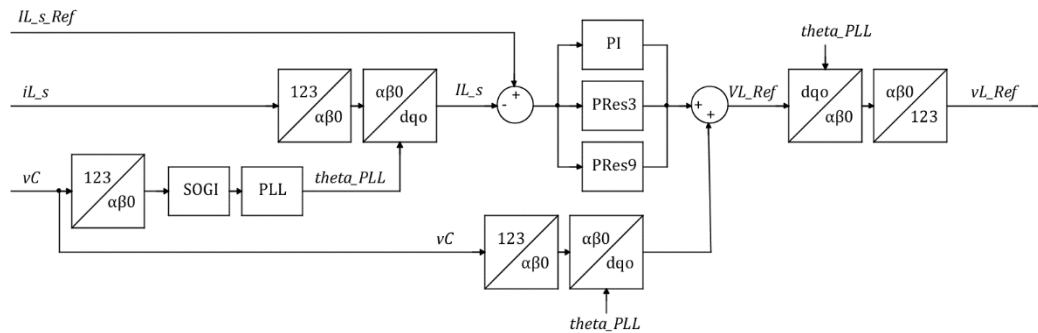 IL_s_Ref
theta_PLL
PI
iL_s
123
αβ0
αβ0
dqo
IL_s
+
-
PRes3
+
+
VL_Ref
dqo
αβ0
αβ0
123
vL_Ref
PRes9
vC
123
αβ0
SOGI
PLL
theta_PLL
vC
123
αβ0
αβ0
dqo
theta_PLL